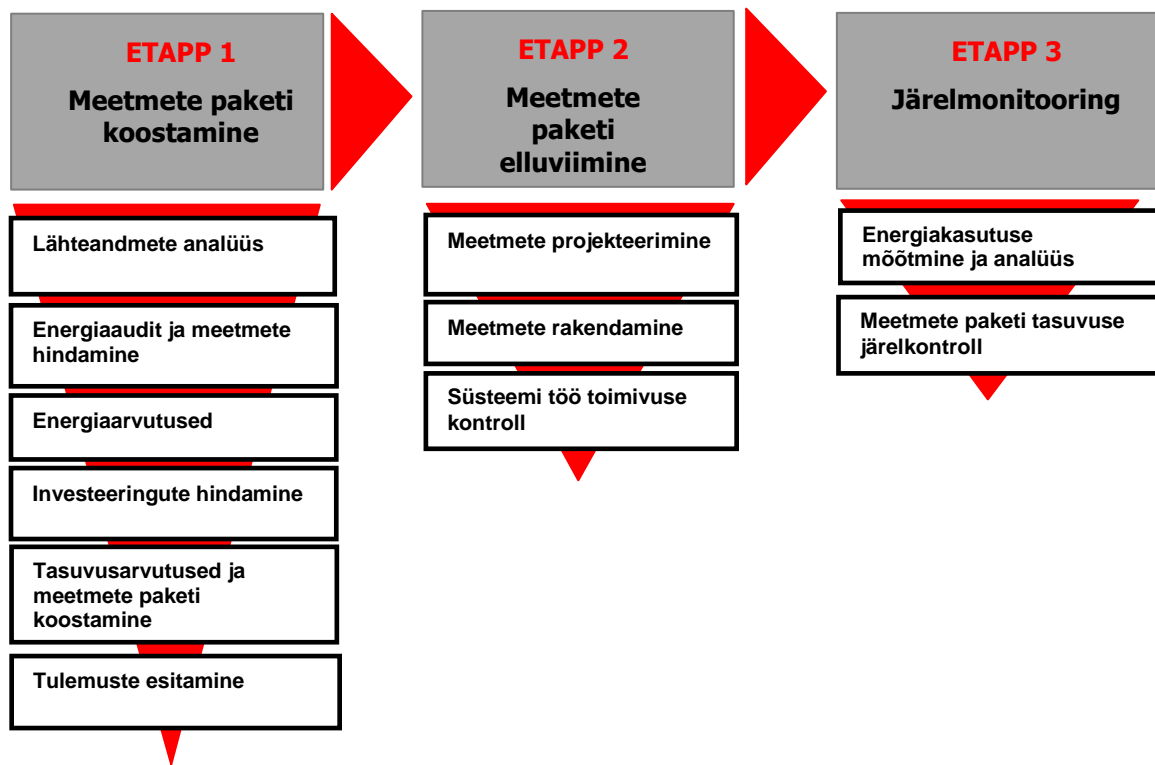 ETAPP 1
Meetmete paketi
koostamine
Lähteandmete analüüs
Energiaaudit ja meetmete
hindamine
Energiaarvutused
Investeeringute hindamine
Tasuvusarvutused ja
meetmete paketi
koostamine
Tulemuste esitamine
ETAPP 2
Meetmete
paketi
elluviimine
Meetmete projekteerimine
Meetmete rakendamine
Süsteemi töö toimivuse
kontroll
ETAPP 3
Järelmonitooring
Energiakasutuse
mõõtmine ja analüüs
Meetmete paketi tasuvuse
järelkontroll